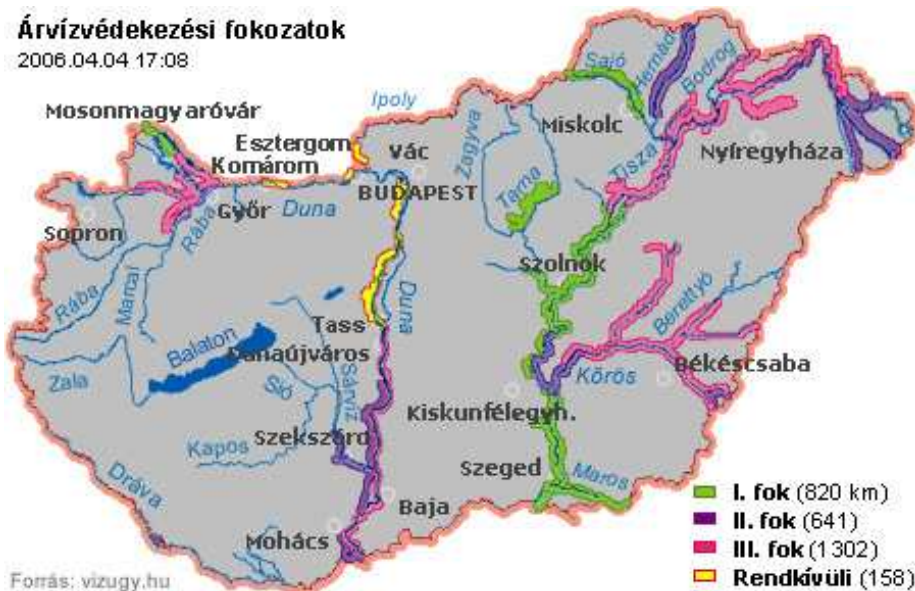 Árvízvédekezési fokozatok
2006.04.04 17:08
Sajó
Hernád
Bodrog
Mosonmagyaróvár
Ipoly
Esztergom
Vác
Zagyva
Miskolc
Tisza
Nyíregyháza
Komárom
BUDAPEST
Tarna
Győr
Duna
Rába
Sopron
Szolnok
Rába
Marcal
Duna
Berettyó
Tass
Balaton
Dunaújváros
Békéscsaba
Zala
Sió
Sárvíz
Körös
Kiskunfélegyh.
Szekszárd
Kapos
Szeged
Maros
Dráva
Baja
Mohács
I. fok (820 km)
II. fok (641)
III. fok (1302)
Rendkívüli (158)
Forrás: vizugy.hu